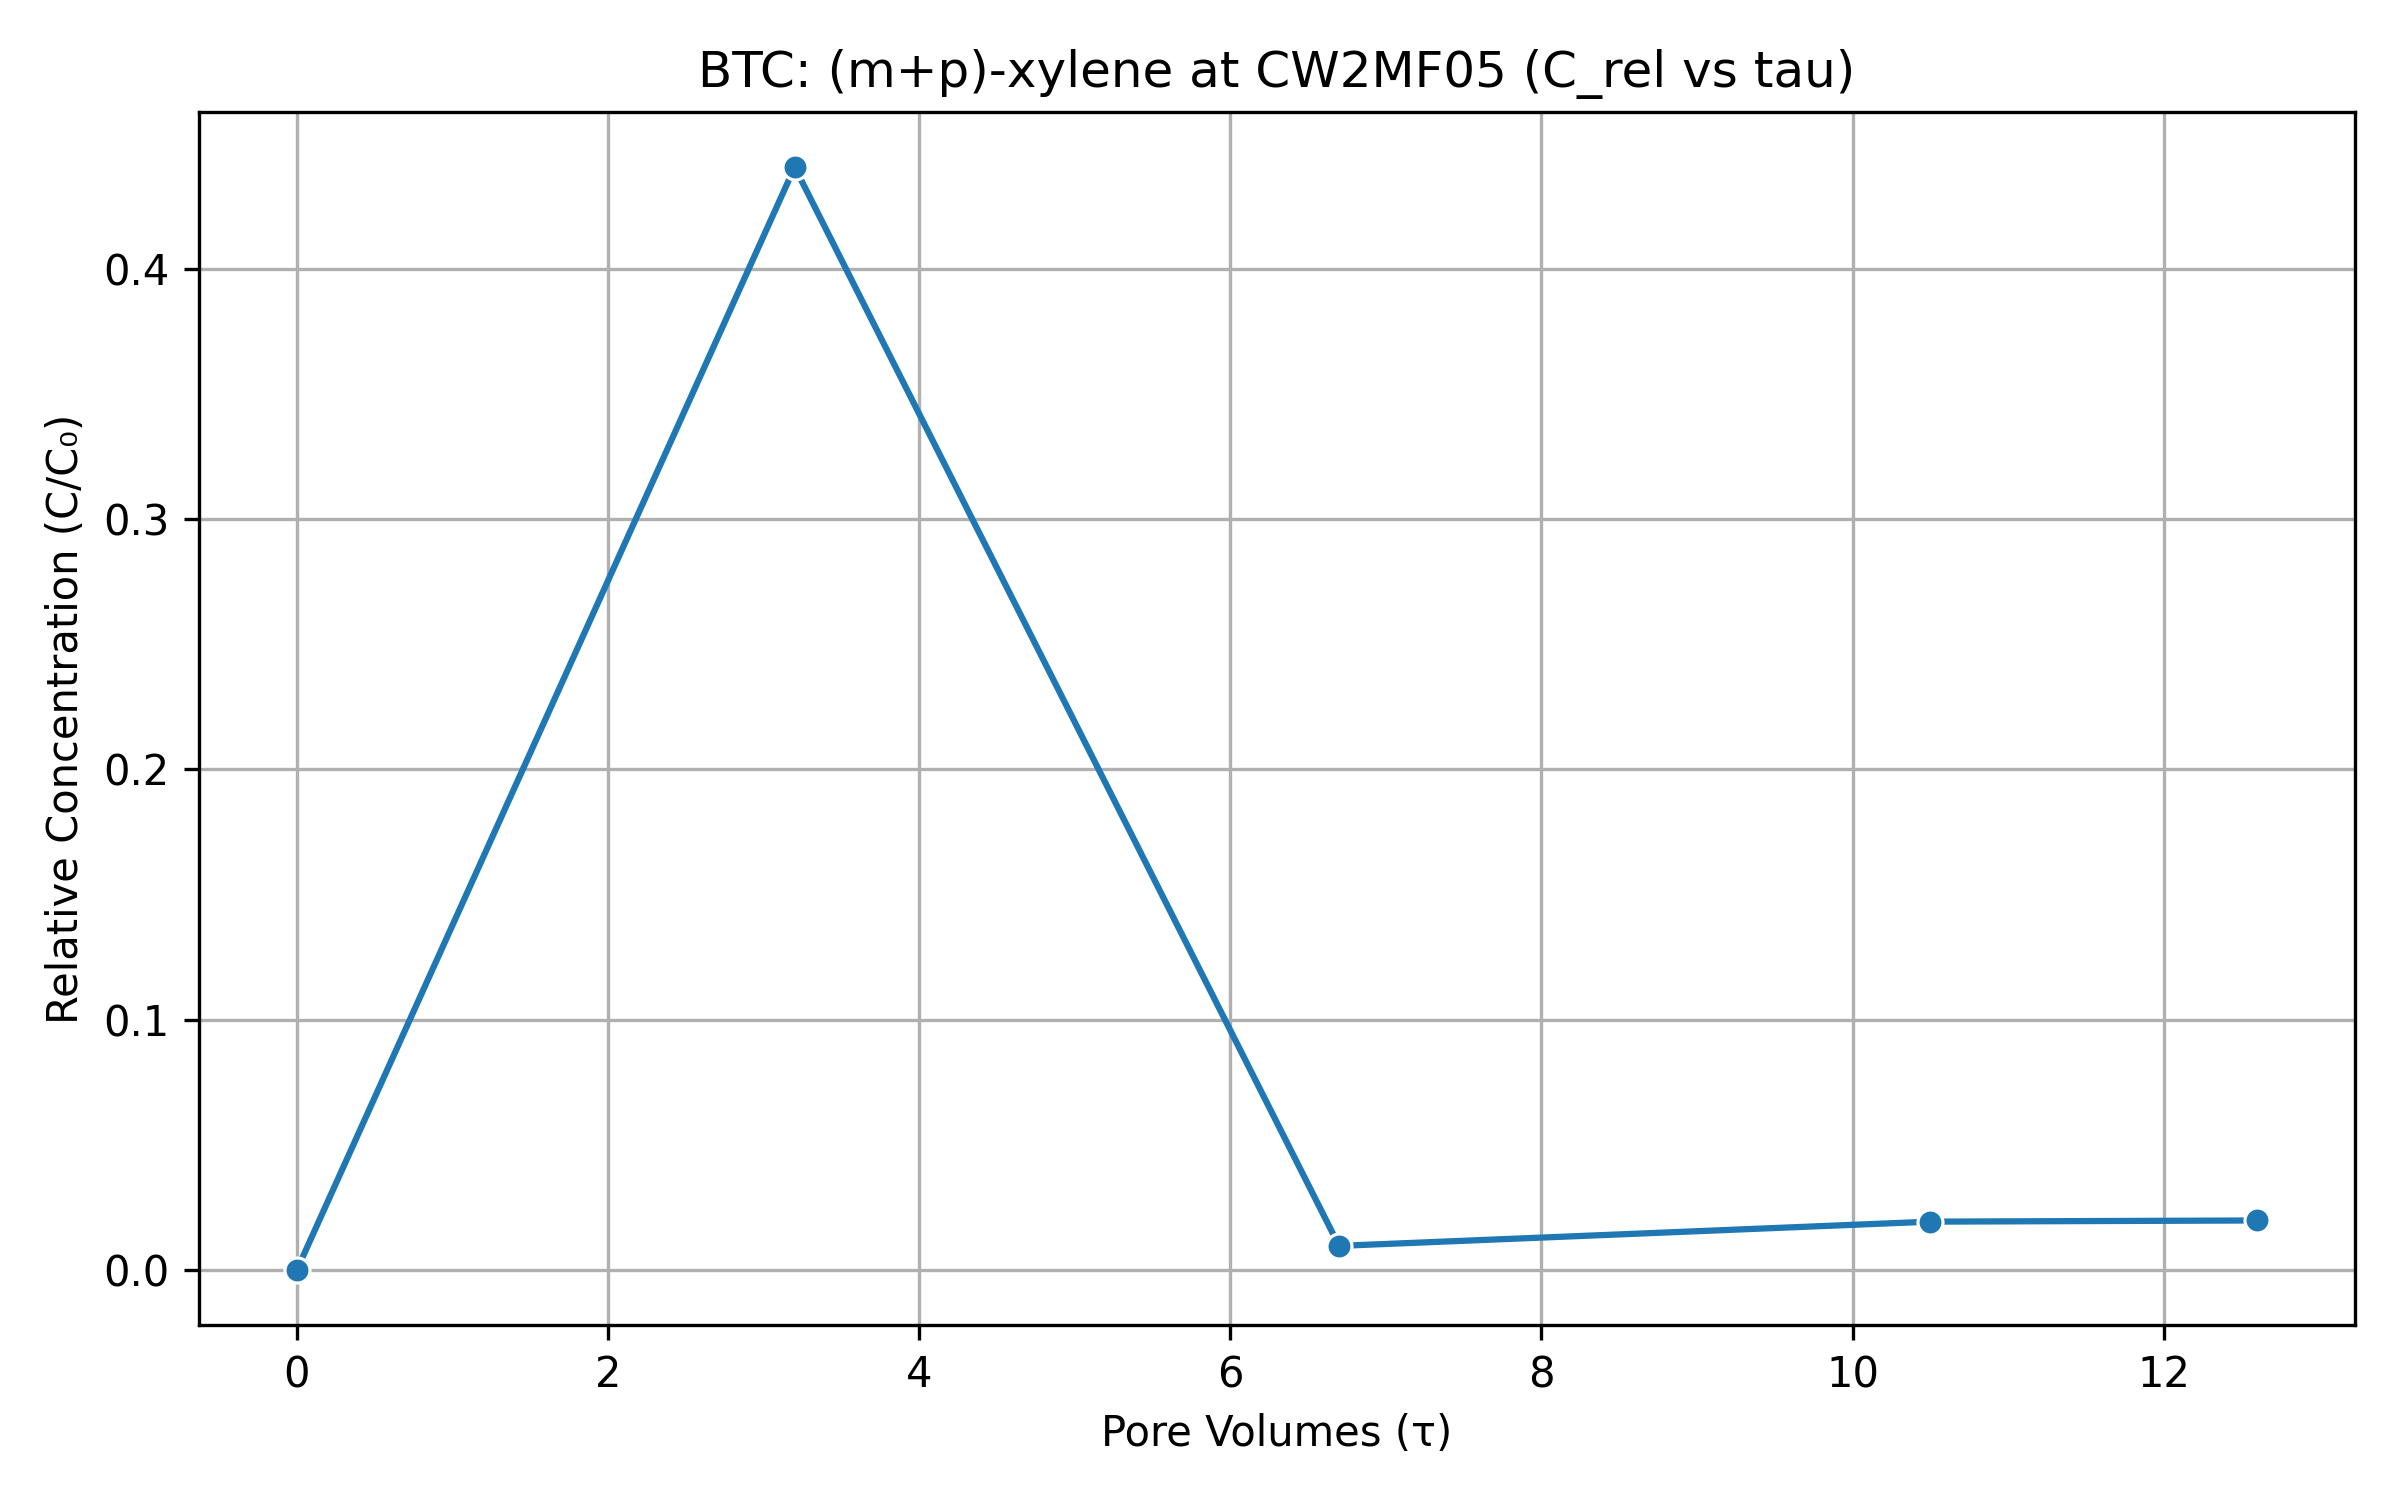 BTC: (m+p)-xylene at CW2MF05 (C_rel vs tau)
Relative Concentration (C/C₀)
0.4
0.3
0.2
0.1
0.0
0 2 4 6 8 10 12
Pore Volumes (τ)